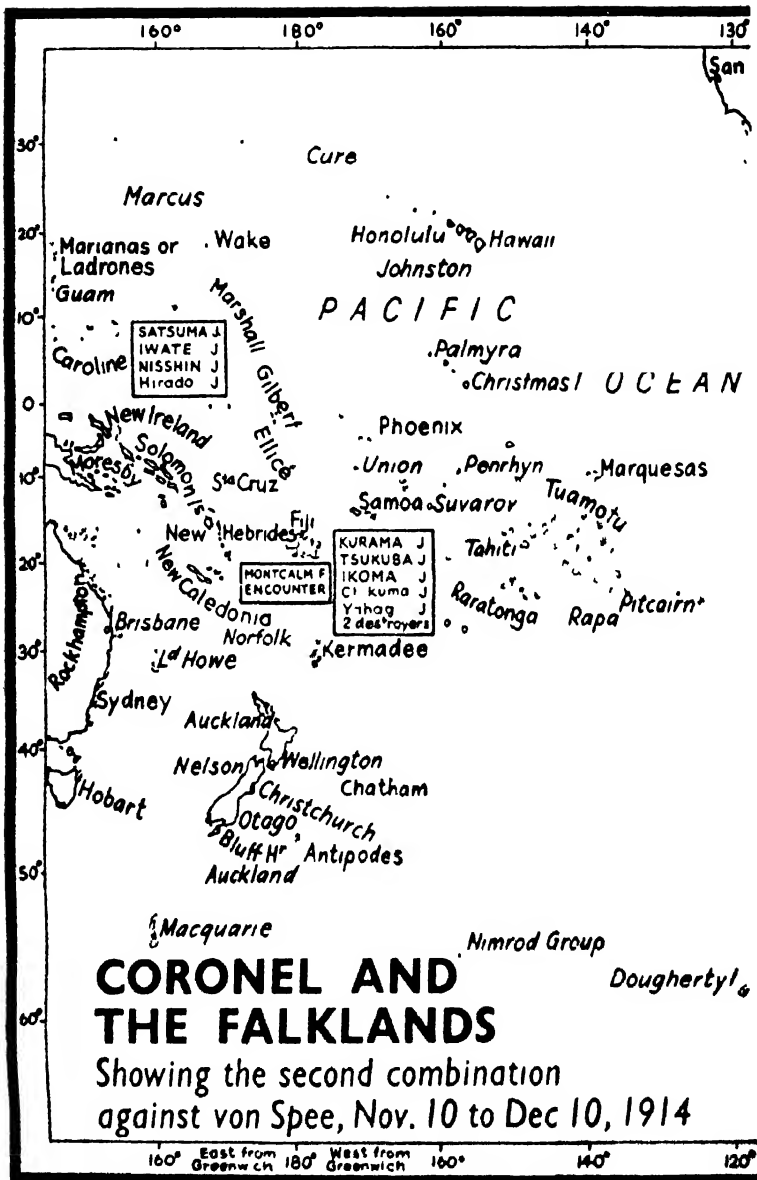 160° 180° 160° 140° 130°
San
30°
Cure
Marcus
20°
Marianas or
Ladrones
Wake
Honolulu
Hawaii
Guam
Johnston
10°
PACIFIC
Marshall
SATSUMA J
IWATE J
NISSHIN J
Hirado J
Caroline
Gilbert
Palmyra
Christmas I
OCEAN
0
New Ireland
Ellice
Phoenix
Moresby
Solomon Is
Sta Cruz
Union
Penrhyn
Marquesas
10°
Samoa
Suvarov
Tuamotu
New Hebrides
Fiji
20°
KURAMA J
TSUKUBA J
IKOMA J
J
J
2 destroyers
Tahiti
MONTCALM F
ENCOUNTER
New Caledonia
Rockhampton
Brisbane
Norfolk
Raratonga
Rapa
Pitcairn
30°
Ld Howe
Kermadee
Sydney
Auckland
40°
Nelson
Wellington
Chatham
Hobart
Christchurch
Otago
Bluff Hr
Antipodes
50°
Auckland
Macquarie
Nimrod Group
Dougherty I
60°
CORONEL AND
THE FALKLANDS
Showing the second combination
against von Spee, Nov. 10 to Dec 10, 1914
160° East from Greenwich 180° West from Greenwich 160° 140° 120°